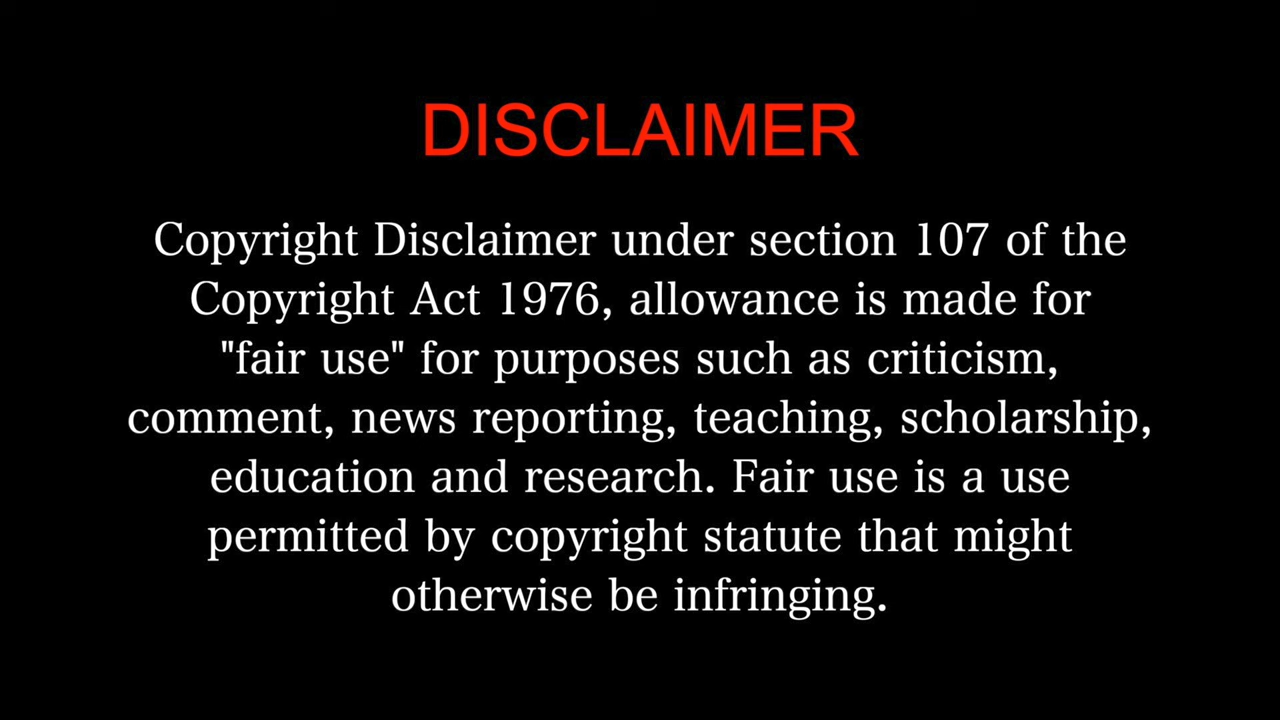 DISCLAIMER
Copyright Disclaimer under section 107 of the
Copyright Act 1976, allowance is made for
"fair use" for purposes such as criticism,
comment, news reporting, teaching, scholarship,
education and research. Fair use is a use
permitted by copyright statute that might
otherwise be infringing.